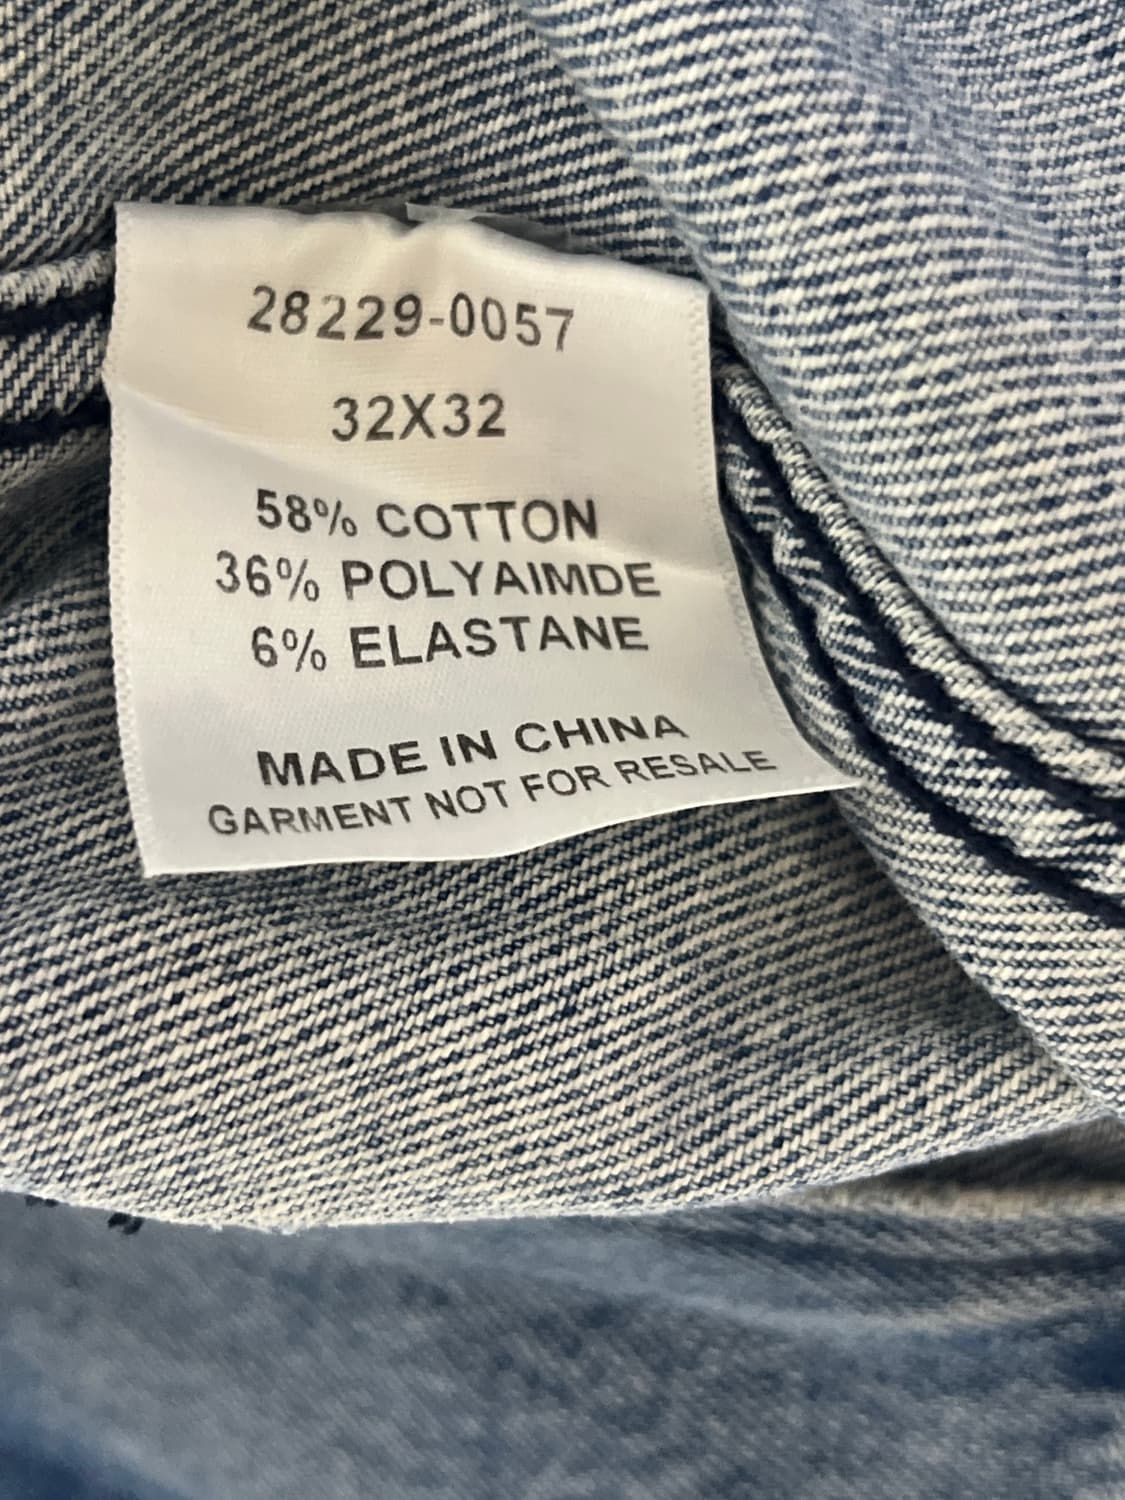 28229-0057
32X32
58% COTTON
36% POLYAIMDE
6% ELASTANE
MADE IN CHINA
GARMENT NOT FOR RESALE